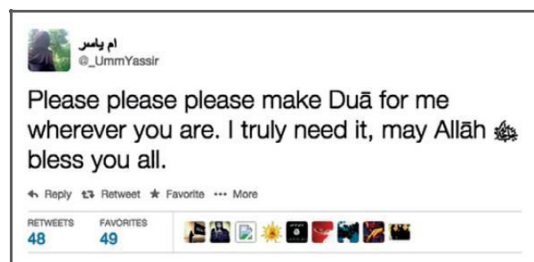 ام ياسر
@_UmmYassir
Please please please make Duā for me
wherever you are. I truly need it, may Allāh ﷻ
bless you all.
Reply Retweet Favorite More
RETWEETS FAVORITES
48 49